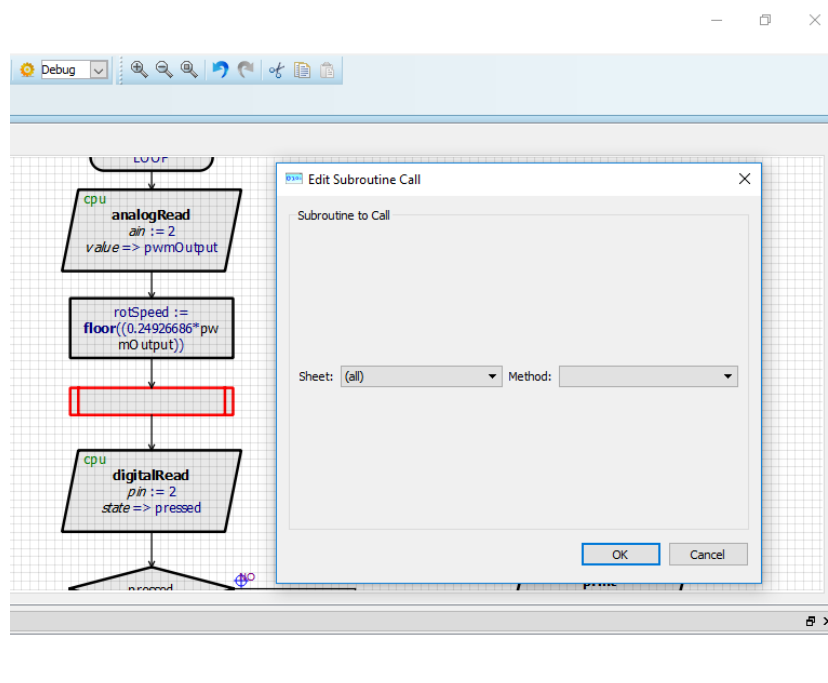 Debug
LOOP
cpu
analogRead
ain := 2
value => pwmOutput
rotSpeed :=
floor((0.24926686*pw
mOutput))
cpu
digitalRead
pin := 2
state => pressed
pressed
NO
Edit Subroutine Call
Subroutine to Call
Sheet: (all) Method:
OK Cancel
print